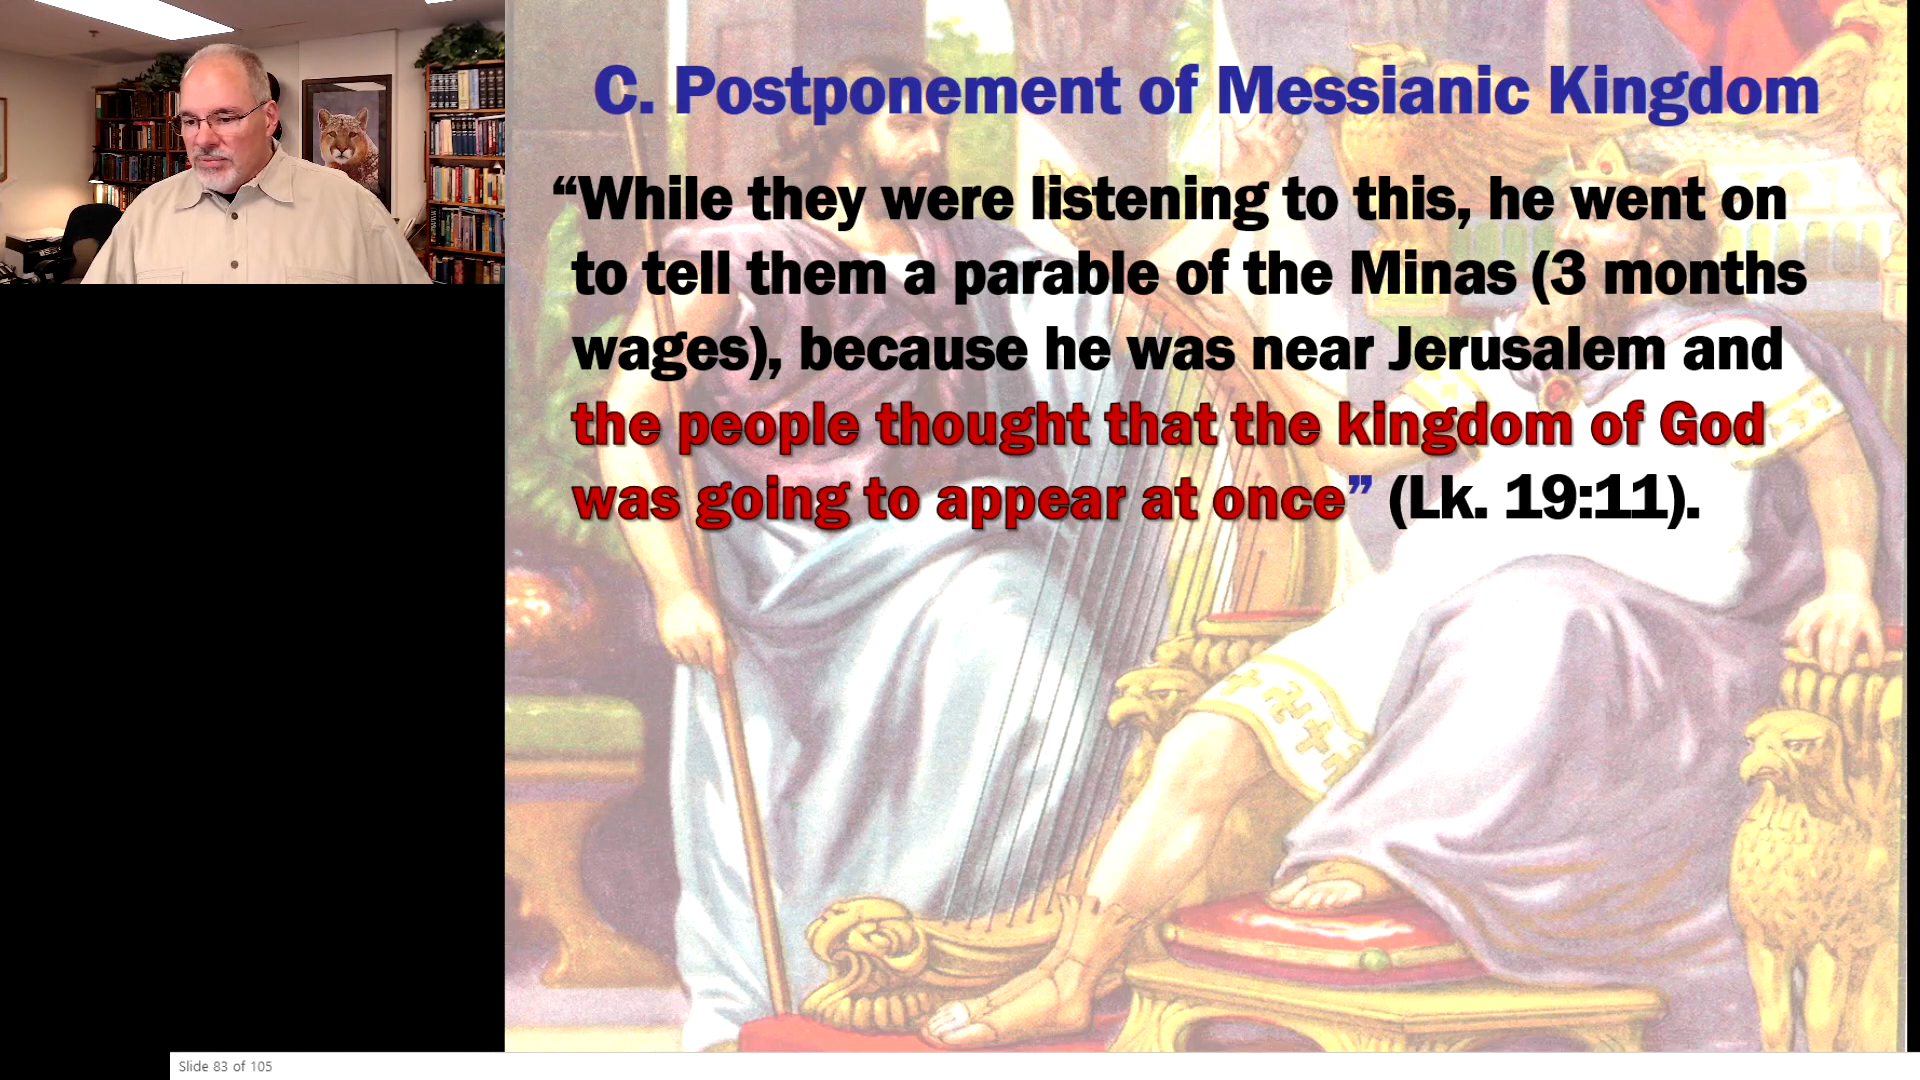 C. Postponement of Messianic Kingdom
“While they were listening to this, he went on
to tell them a parable of the Minas (3 months
wages), because he was near Jerusalem and
the people thought that the kingdom of God
was going to appear at once” (Lk. 19:11).
Slide 83 of 105